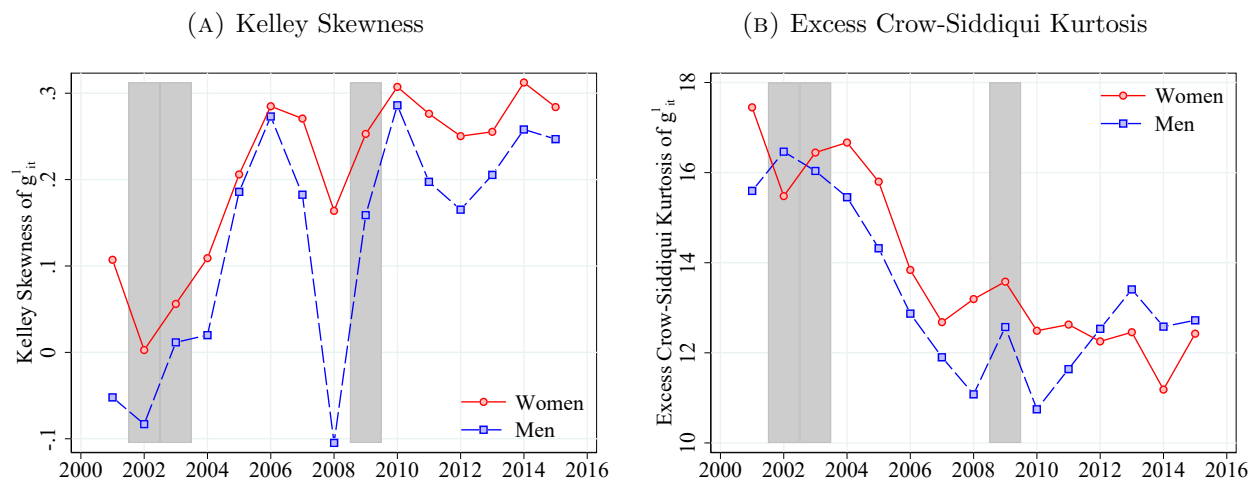 (A) Kelley Skewness
Kelley Skewness of g¹ᵢₜ
.3
.2
.1
0
-.1
2000 2002 2004 2006 2008 2010 2012 2014 2016
Women
Men
(B) Excess Crow-Siddiqui Kurtosis
Excess Crow-Siddiqui Kurtosis of g¹ᵢₜ
18
16
14
12
10
2000 2002 2004 2006 2008 2010 2012 2014 2016
Women
Men